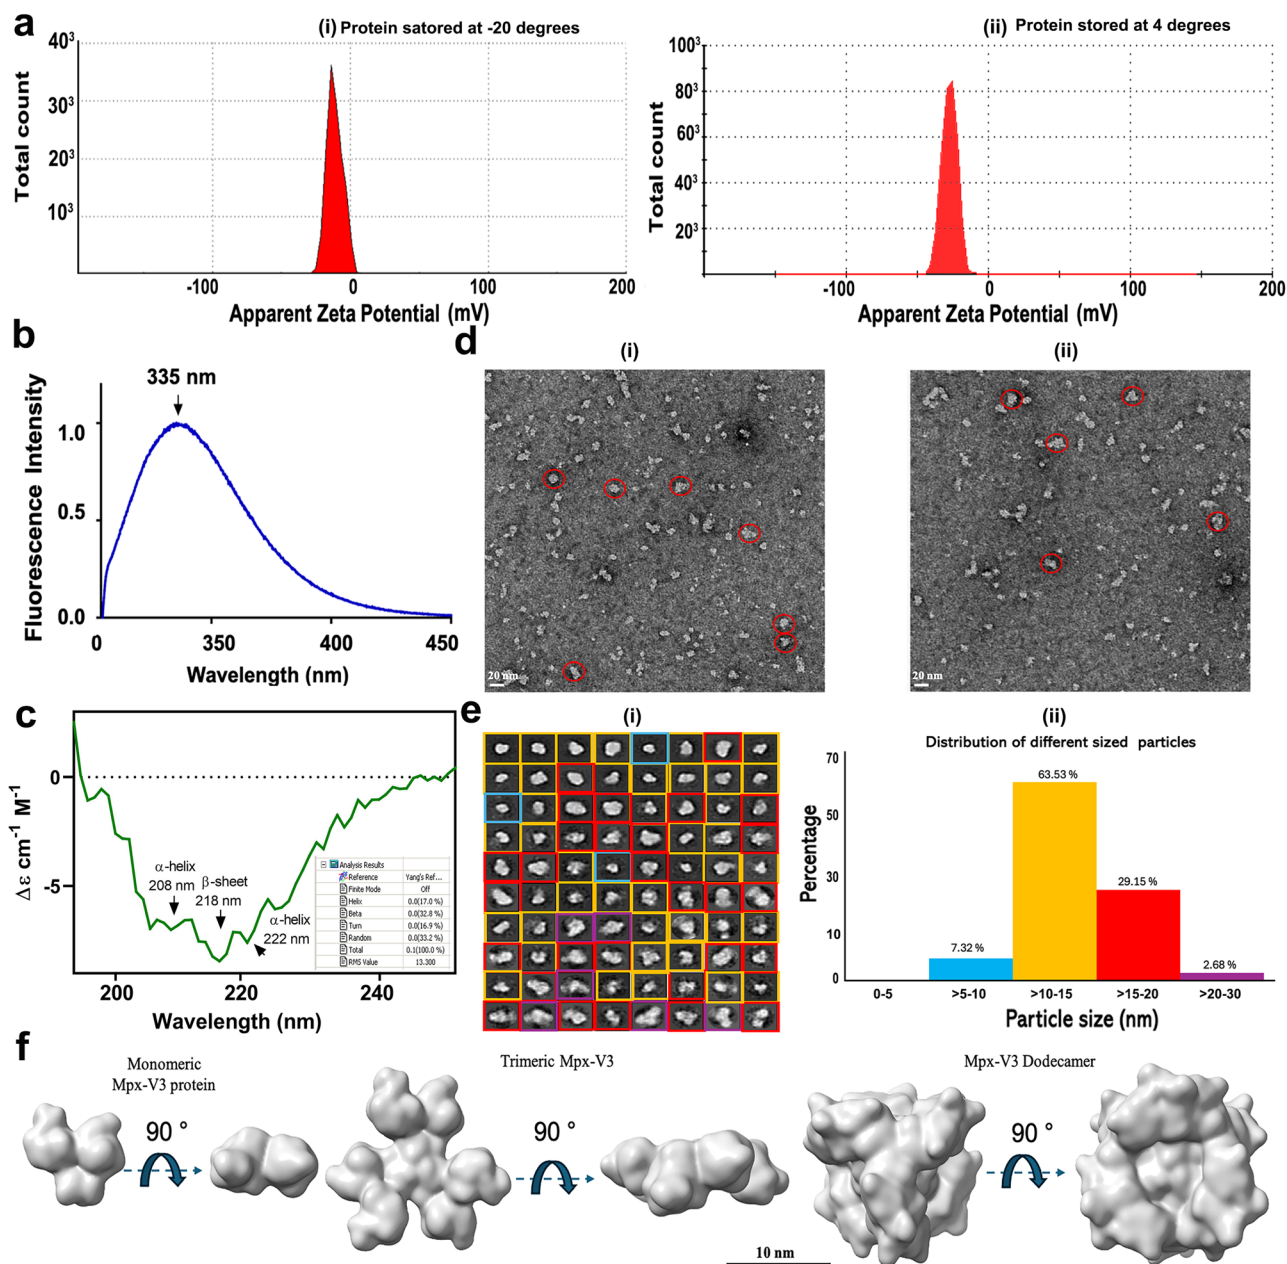 a
(i) Protein satored at -20 degrees
40³
30³
20³
10³
Total count
-100
0
100
200
Apparent Zeta Potential (mV)
(ii) Protein stored at 4 degrees
100³
80³
60³
40³
20³
Total count
-100
0
100
200
Apparent Zeta Potential (mV)
b
335 nm
Fluorescence Intensity
1.0
0.5
0.0
0
350
400
450
Wavelength (nm)
c
0
-5
Δε cm⁻¹ M⁻¹
α-helix
208 nm
β-sheet
218 nm
α-helix
222 nm
Analysis Results
Reference Yang's Ref...
Finite Mode Off
Helix 0.0(17.0 %)
Beta 0.0(32.8 %)
Turn 0.0(16.9 %)
Random 0.0(33.2 %)
Total 0.1(100.0 %)
RMS Value 13.300
200
220
240
Wavelength (nm)
d
(i)
20 nm
(ii)
20 nm
e
(i)
(ii)
Distribution of different sized particles
Percentage
70
50
30
10
0
7.32 %
63.53 %
29.15 %
2.68 %
0-5
>5-10
>10-15
>15-20
>20-30
Particle size (nm)
f
Monomeric
Mpx-V3 protein
90 °
Trimeric Mpx-V3
90 °
Mpx-V3 Dodecamer
90 °
10 nm